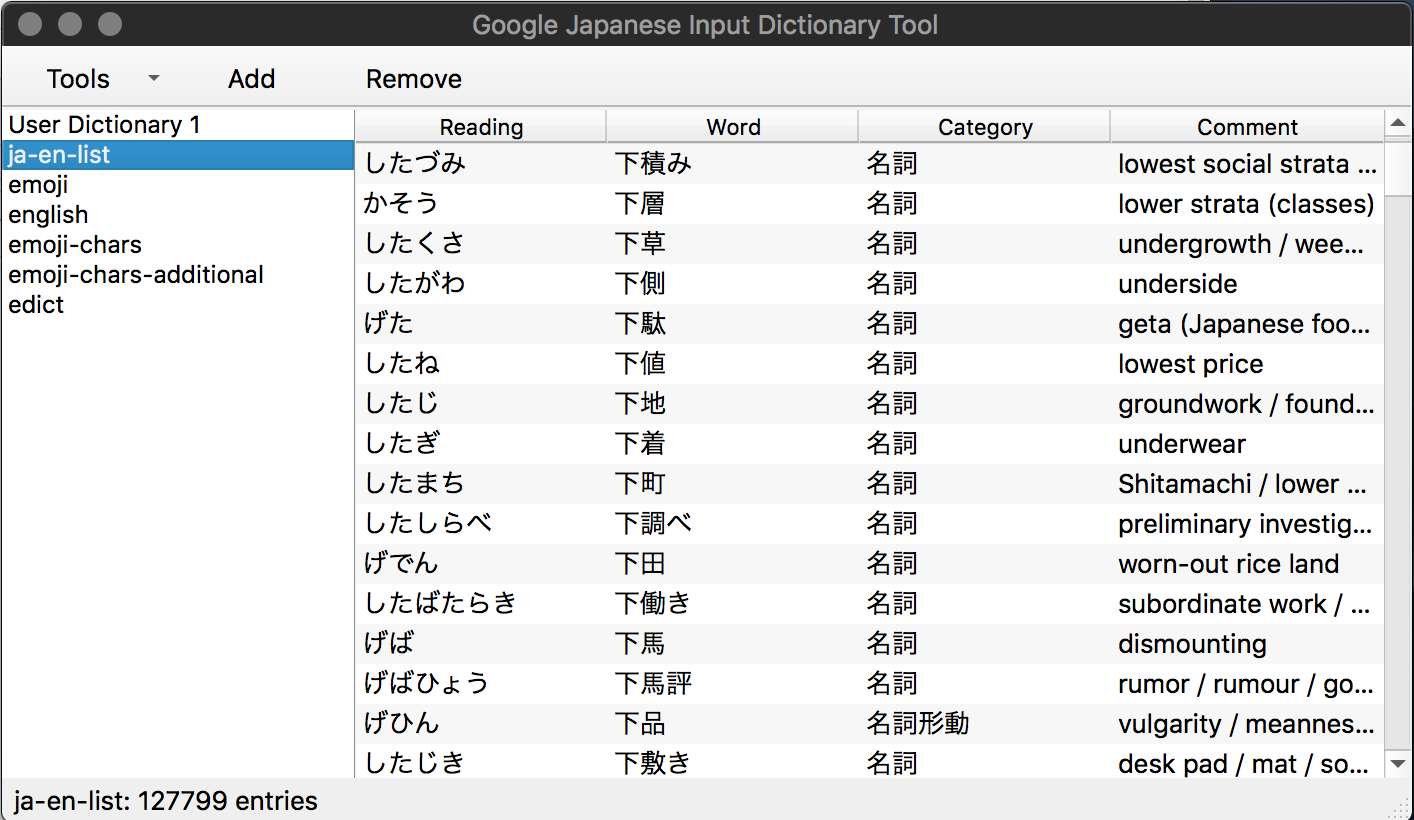 Google Japanese Input Dictionary Tool
Tools Add Remove
User Dictionary 1
ja-en-list
emoji
english
emoji-chars
emoji-chars-additional
edict
Reading Word Category Comment
したづみ 下積み 名詞 lowest social strata ...
かそう 下層 名詞 lower strata (classes)
したくさ 下草 名詞 undergrowth / wee...
したがわ 下側 名詞 underside
げた 下駄 名詞 geta (Japanese foo...
したね 下値 名詞 lowest price
したじ 下地 名詞 groundwork / found...
したぎ 下着 名詞 underwear
したまち 下町 名詞 Shitamachi / lower ...
したしらべ 下調べ 名詞 preliminary investig...
げでん 下田 名詞 worn-out rice land
したばたらき 下働き 名詞 subordinate work / ...
げば 下馬 名詞 dismounting
げばひょう 下馬評 名詞 rumor / rumour / go...
げひん 下品 名詞形動 vulgarity / meannes...
したじき 下敷き 名詞 desk pad / mat / so...
ja-en-list: 127799 entries